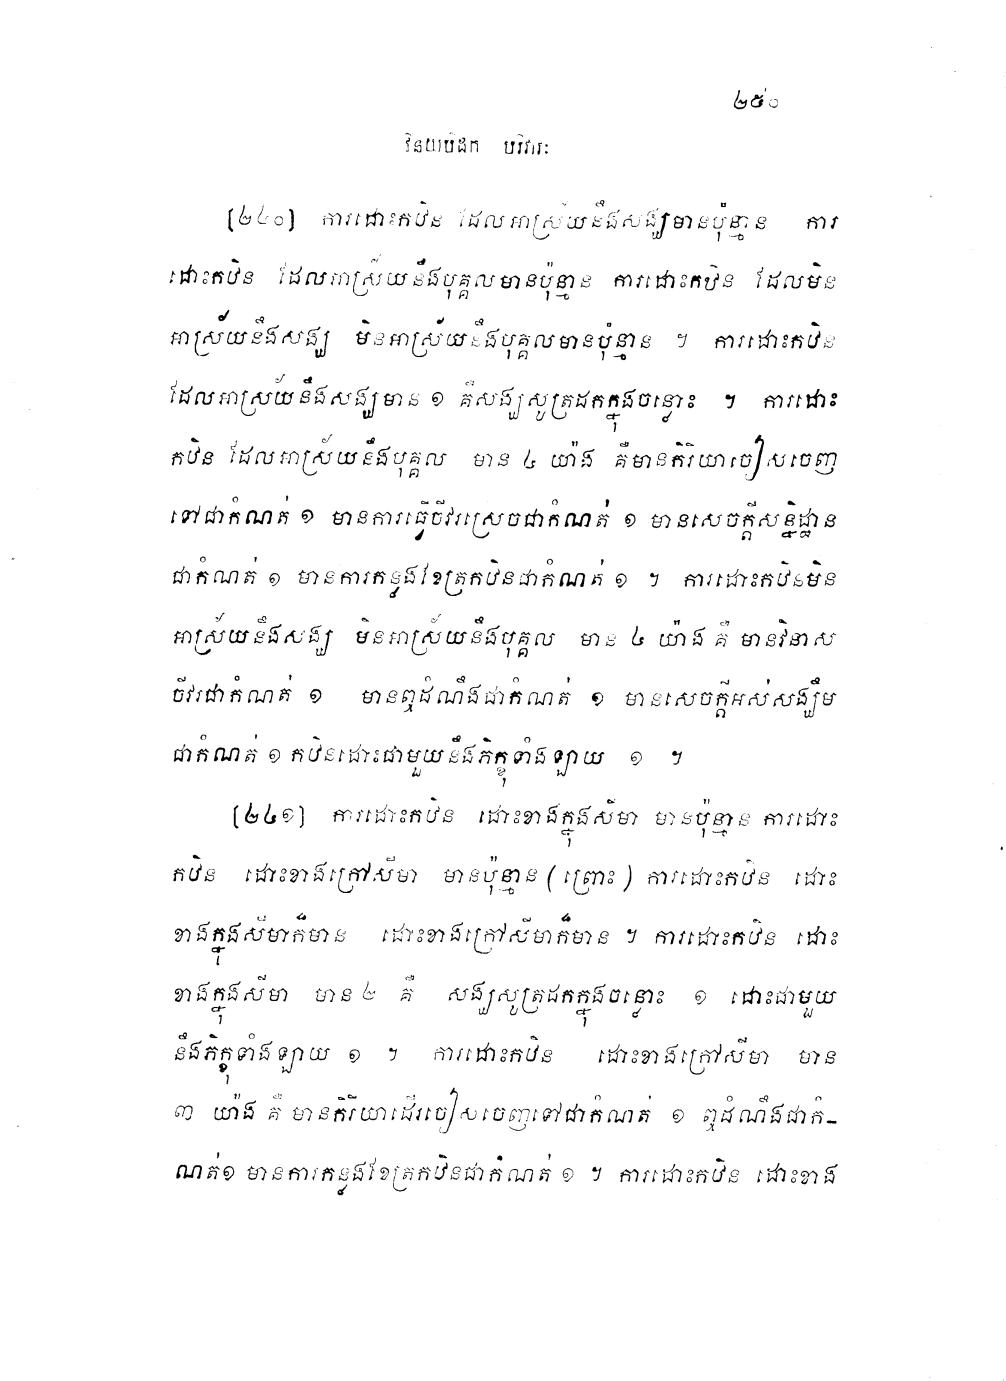 ២៥០
វិនយបិដក បរិវារៈ
[២៤០] ការដោះកឋិន ដែលអាស្រ័យនឹងសង្ឃមានប៉ុន្មាន ការ
ដោះកឋិន ដែលអាស្រ័យនឹងបុគ្គលមានប៉ុន្មាន ការដោះកឋិន ដែលមិន
អាស្រ័យនឹងសង្ឃ មិនអាស្រ័យនឹងបុគ្គលមានប៉ុន្មាន ។ ការដោះកឋិន
ដែលអាស្រ័យនឹងសង្ឃមាន ១ គឺសង្ឃសូត្រដកក្នុងចន្លោះ ។ ការដោះ
កឋិន ដែលអាស្រ័យនឹងបុគ្គល មាន ៤ យ៉ាង គឺមានកិរិយាចៀសចេញ
ទៅជាកំណត់ ១ មានការធ្វើចីវរស្រេចជាកំណត់ ១ មានសេចក្តីសន្និដ្ឋាន
ជាកំណត់ ១ មានការកន្លងខែត្រកឋិនជាកំណត់ ១ ។ ការដោះកឋិនមិន
អាស្រ័យនឹងសង្ឃ មិនអាស្រ័យនឹងបុគ្គល មាន ៤ យ៉ាង គឺ មានវិនាស
ចីវរជាកំណត់ ១ មានឮដំណឹងជាកំណត់ ១ មានសេចក្តីអស់សង្ឃឹម
ជាកំណត់ ១ កឋិនដោះជាមួយនឹងភិក្ខុទាំងឡាយ ១ ។
[២៤១] ការដោះកឋិន ដោះខាងក្នុងសីមា មានប៉ុន្មាន ការដោះ
កឋិន ដោះខាងក្រៅសីមា មានប៉ុន្មាន (ព្រោះ) ការដោះកឋិន ដោះ
ខាងក្នុងសីមាក៏មាន ដោះខាងក្រៅសីមាក៏មាន ។ ការដោះកឋិន ដោះ
ខាងក្នុងសីមា មាន ២ គឺ សង្ឃសូត្រដកក្នុងចន្លោះ ១ ដោះជាមួយ
នឹងភិក្ខុទាំងឡាយ ១ ។ ការដោះកឋិន ដោះខាងក្រៅសីមា មាន
៣ យ៉ាង គឺ មានកិរិយាដើរចៀសចេញទៅជាកំណត់ ១ ឮដំណឹងជាកំ-
ណត់១ មានការកន្លងខែត្រកឋិនជាកំណត់ ១ ។ ការដោះកឋិន ដោះខាង